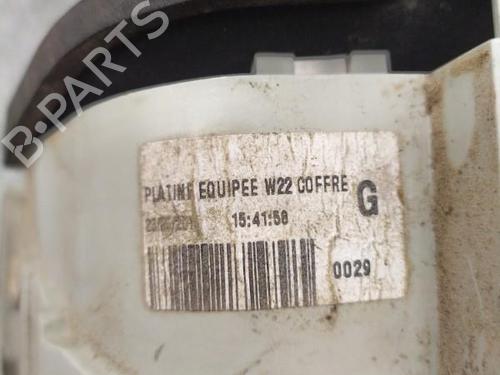 B-PARTS
PLATINE EQUIPEE W22 COFFRE
G
15:41:58
0029